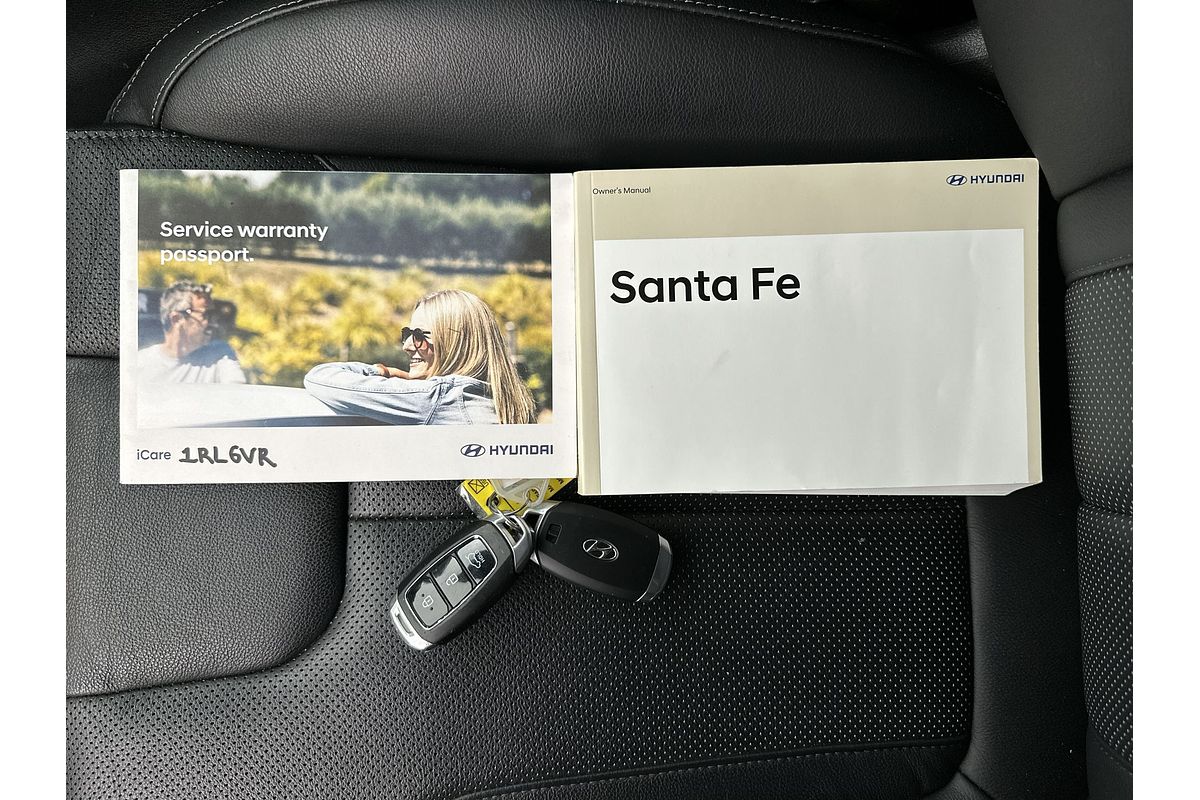 Service warranty
passport.
iCare 1RL6VR
HYUNDAI
Owner's Manual
HYUNDAI
Santa Fe